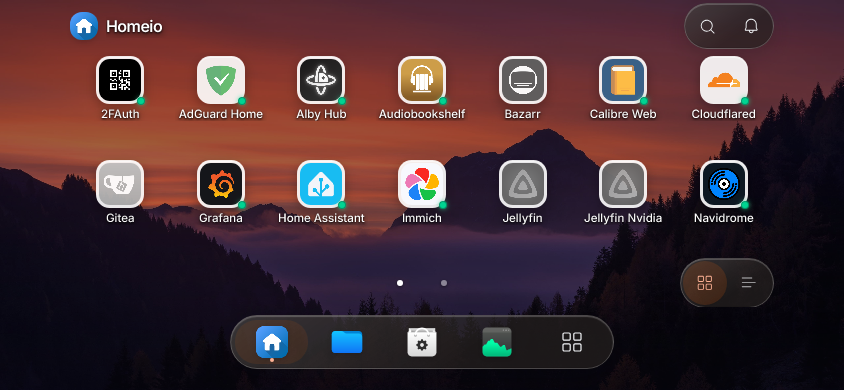 Homeio
2FAuth
AdGuard Home
Alby Hub
Audiobookshelf
Bazarr
Calibre Web
Cloudflared
Gitea
Grafana
Home Assistant
Immich
Jellyfin
Jellyfin Nvidia
Navidrome